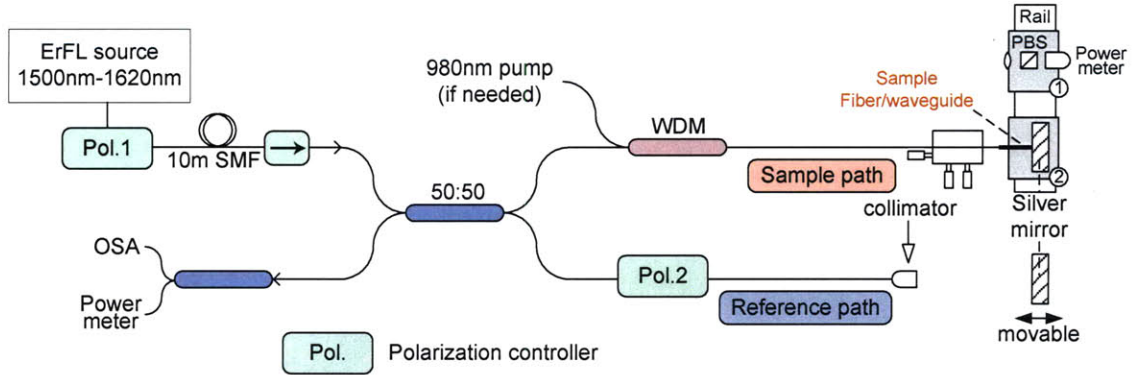 ErFL source
1500nm-1620nm
Pol.1
10m SMF
50:50
980nm pump
(if needed)
WDM
Sample path
Sample
Fiber/waveguide
Rail
PBS
Power
meter
1
2
Silver
mirror
movable
collimator
Pol.2
Reference path
OSA
Power
meter
Pol.
Polarization controller